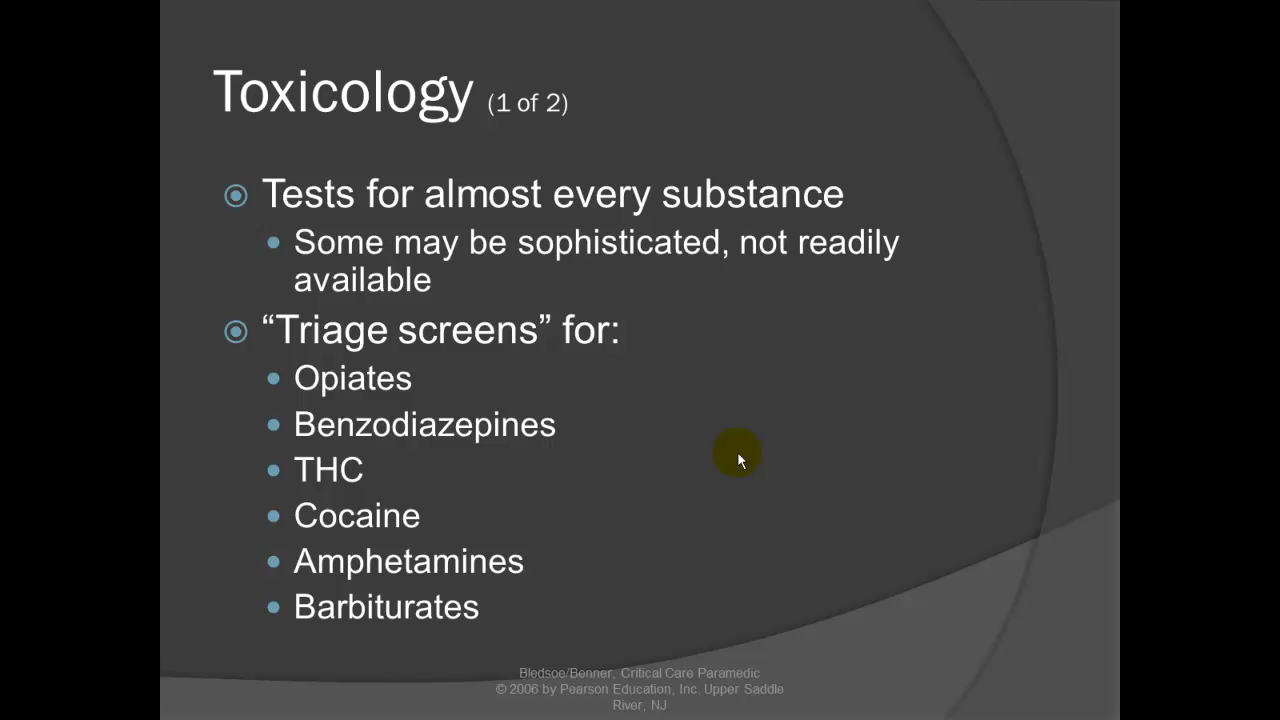 Toxicology (1 of 2)
Tests for almost every substance
Some may be sophisticated, not readily
available
“Triage screens” for:
Opiates
Benzodiazepines
THC
Cocaine
Amphetamines
Barbiturates
Bledsoe/Benner, Critical Care Paramedic
© 2006 by Pearson Education, Inc. Upper Saddle
River, NJ